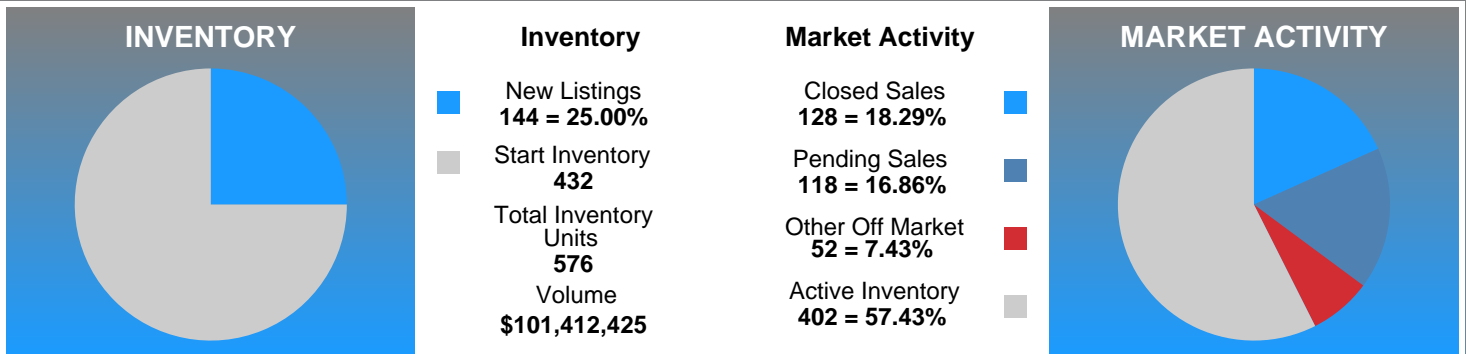 INVENTORY
Inventory
New Listings
144 = 25.00%
Start Inventory
432
Total Inventory
Units
576
Volume
$101,412,425
Market Activity
Closed Sales
128 = 18.29%
Pending Sales
118 = 16.86%
Other Off Market
52 = 7.43%
Active Inventory
402 = 57.43%
MARKET ACTIVITY